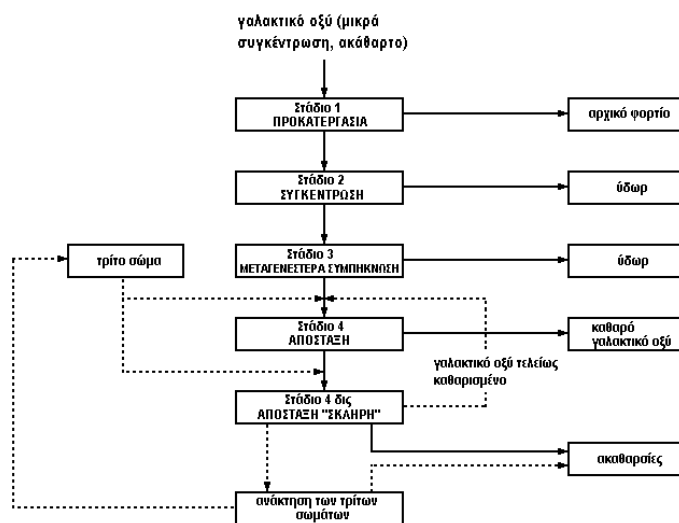 γαλακτικό οξύ (μικρά
συγκέντρωση, ακάθαρτο)
Στάδιο 1
ΠΡΟΚΑΤΕΡΓΑΣΙΑ
αρχικό φορτίο
Στάδιο 2
ΣΥΓΚΕΝΤΡΩΣΗ
ύδωρ
τρίτο σώμα
Στάδιο 3
ΜΕΤΑΓΕΝΕΣΤΕΡΑ ΣΥΜΠΗΚΝΩΣΗ
ύδωρ
Στάδιο 4
ΑΠΟΣΤΑΞΗ
καθαρό
γαλακτικό οξύ
γαλακτικό οξύ τελείως
καθαρισμένο
Στάδιο 4 δις
ΑΠΟΣΤΑΞΗ "ΣΚΛΗΡΗ"
ακαθαρσίες
ανάκτηση των τρίτων
σωμάτων